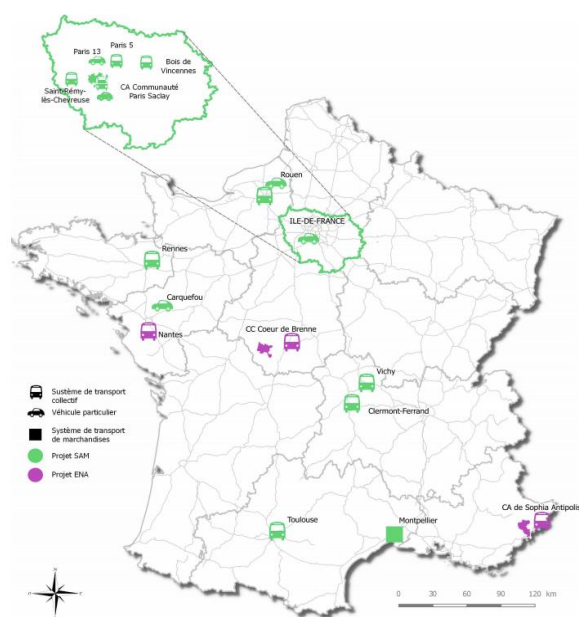 Paris 5
Paris 13
Bois de
Vincennes
Saint-Rémy-
lès-Chevreuse
CA Communauté
Paris Saclay
Rouen
ILE-DE-FRANCE
Rennes
Carquefou
Nantes
CC Coeur de Brenne
Vichy
Clermont-Ferrand
Sustème de transport
collectif
Véhicule particulier
Système de transport
de marchandises
Projet SAM
Projet ENA
Toulouse
Montpellier
CA de Sophia Antipolis
0 30 60 90 120 km